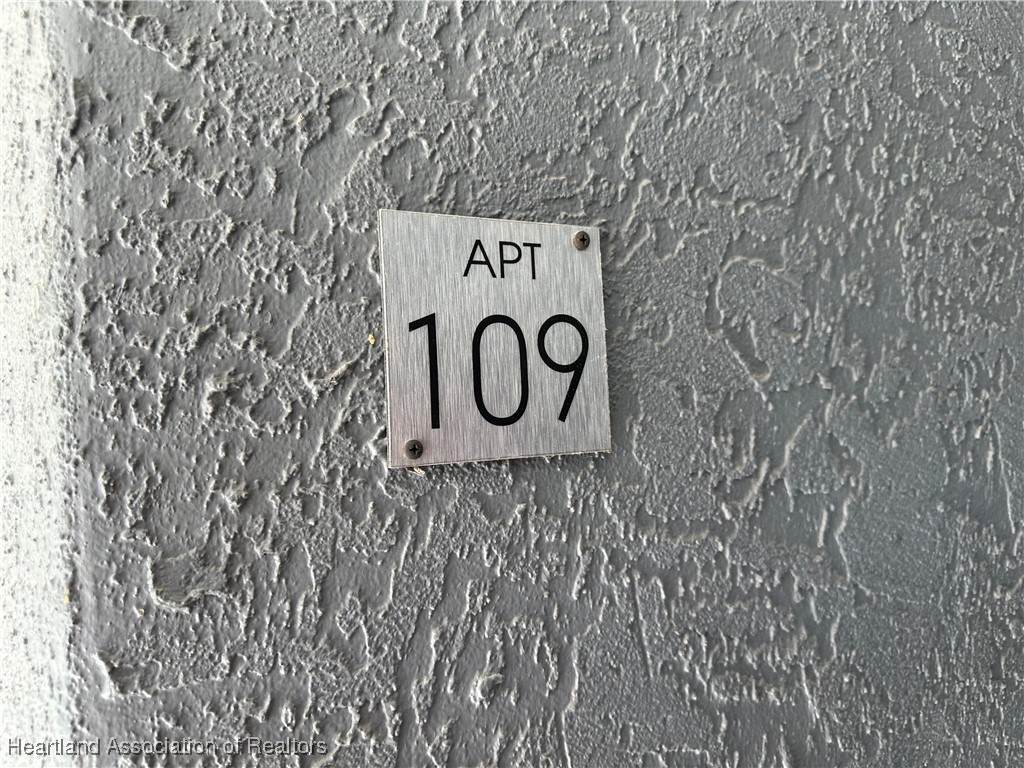 APT
109
Heartland Association of Realtors